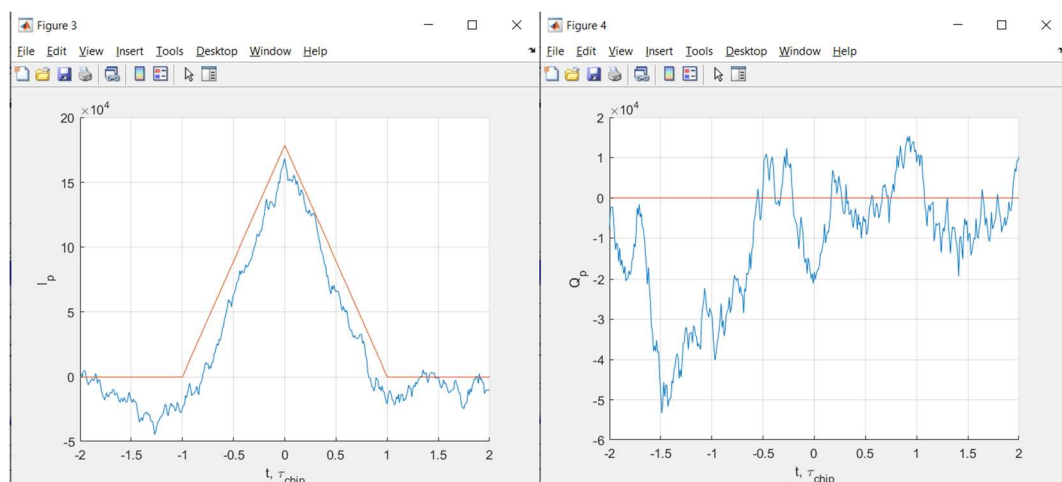 Figure 3
File Edit View Insert Tools Desktop Window Help
×10⁴
20
15
10
5
0
-5
I_p
-2 -1.5 -1 -0.5 0 0.5 1 1.5 2
t, τ_chip
Figure 4
File Edit View Insert Tools Desktop Window Help
×10⁴
2
1
0
-1
-2
-3
-4
-5
-6
Q_p
-2 -1.5 -1 -0.5 0 0.5 1 1.5 2
t, τ_chip